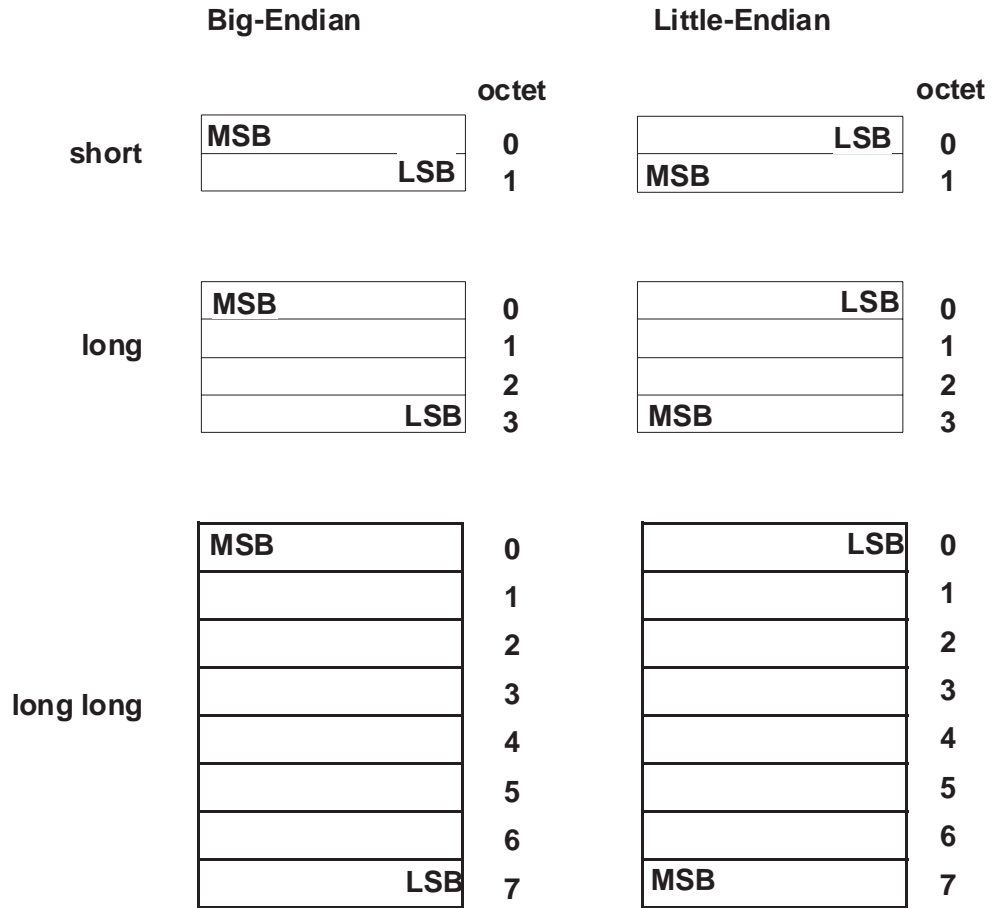 Big-Endian Little-Endian
octet octet
short MSB 0 LSB 0
LSB 1 MSB 1
MSB 0 LSB 0
long 1 1
2 2
LSB 3 MSB 3
MSB 0 LSB 0
1 1
2 2
long long 3 3
4 4
5 5
6 6
LSB 7 MSB 7